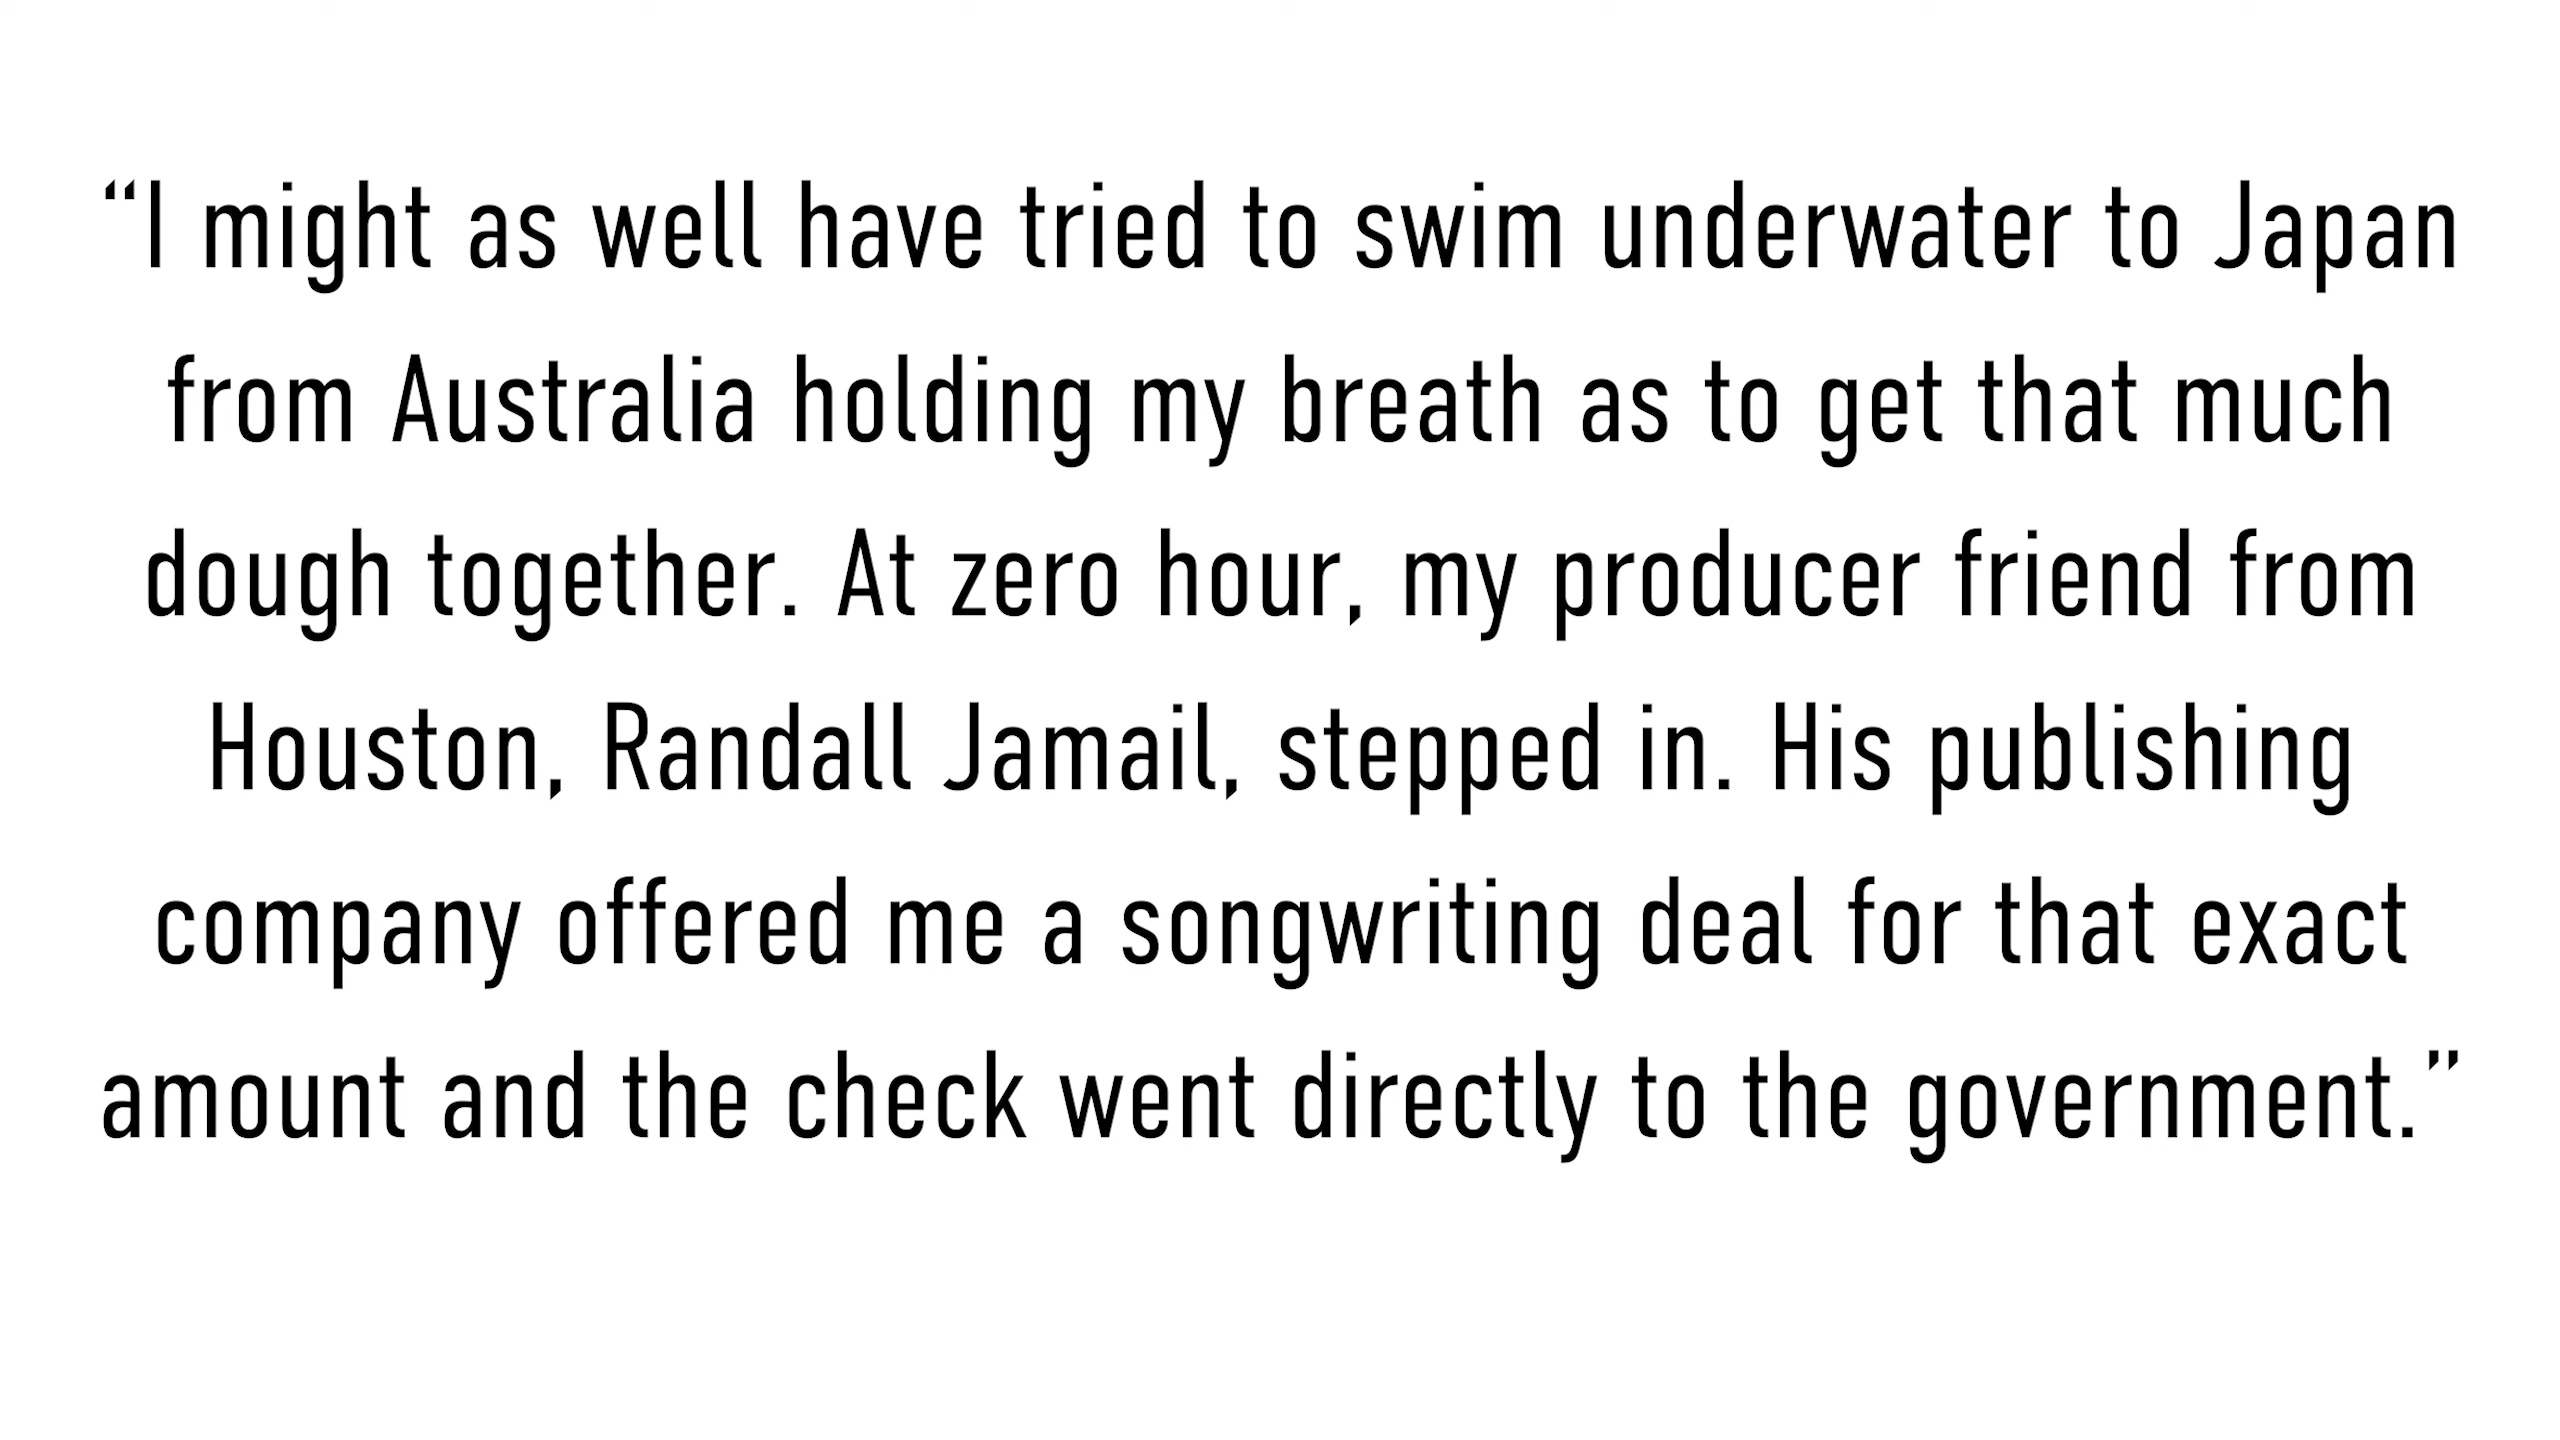 “I might as well have tried to swim underwater to Japan
from Australia holding my breath as to get that much
dough together. At zero hour, my producer friend from
Houston, Randall Jamail, stepped in. His publishing
company offered me a songwriting deal for that exact
amount and the check went directly to the government.”